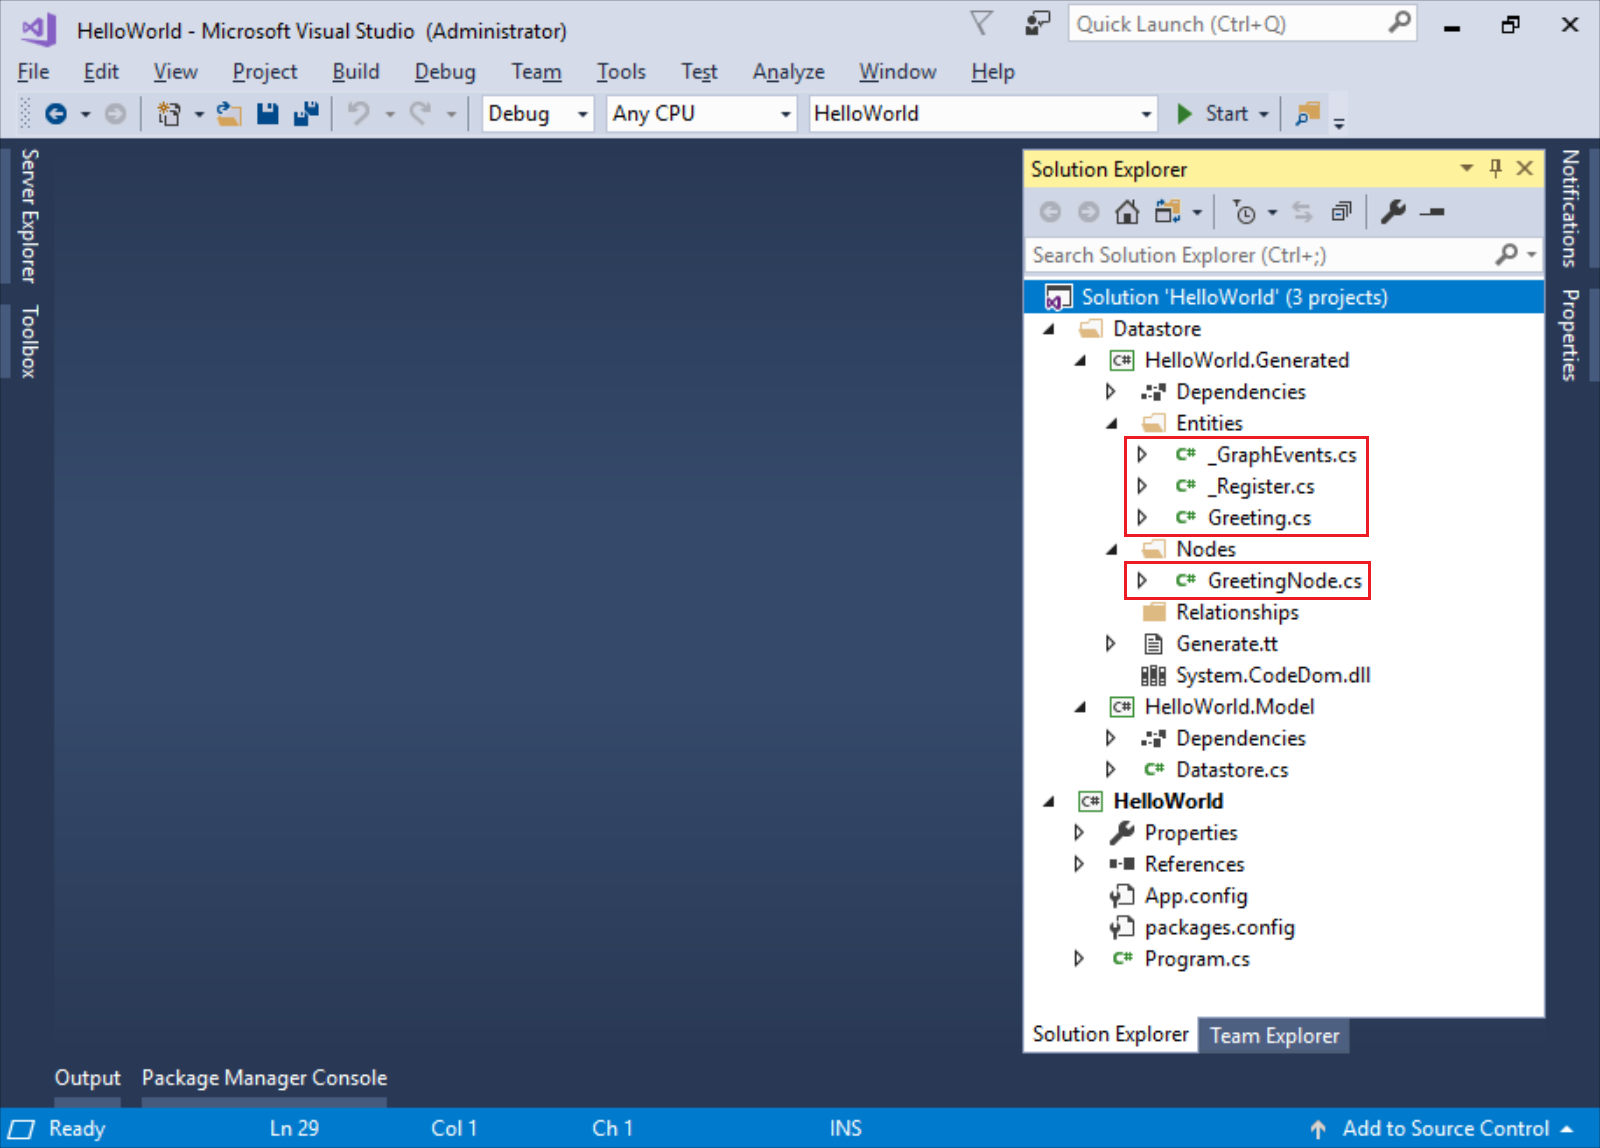 HelloWorld - Microsoft Visual Studio (Administrator)
Quick Launch (Ctrl+Q)
File Edit View Project Build Debug Team Tools Test Analyze Window Help
Debug Any CPU HelloWorld Start
Server Explorer
Toolbox
Solution Explorer
Search Solution Explorer (Ctrl+;)
Solution 'HelloWorld' (3 projects)
Datastore
C# HelloWorld.Generated
Dependencies
Entities
C# _GraphEvents.cs
C# _Register.cs
C# Greeting.cs
Nodes
C# GreetingNode.cs
Relationships
Generate.tt
System.CodeDom.dll
C# HelloWorld.Model
Dependencies
C# Datastore.cs
C# HelloWorld
Properties
References
App.config
packages.config
C# Program.cs
Solution Explorer Team Explorer
Notifications
Properties
Output Package Manager Console
Ready Ln 29 Col 1 Ch 1 INS Add to Source Control